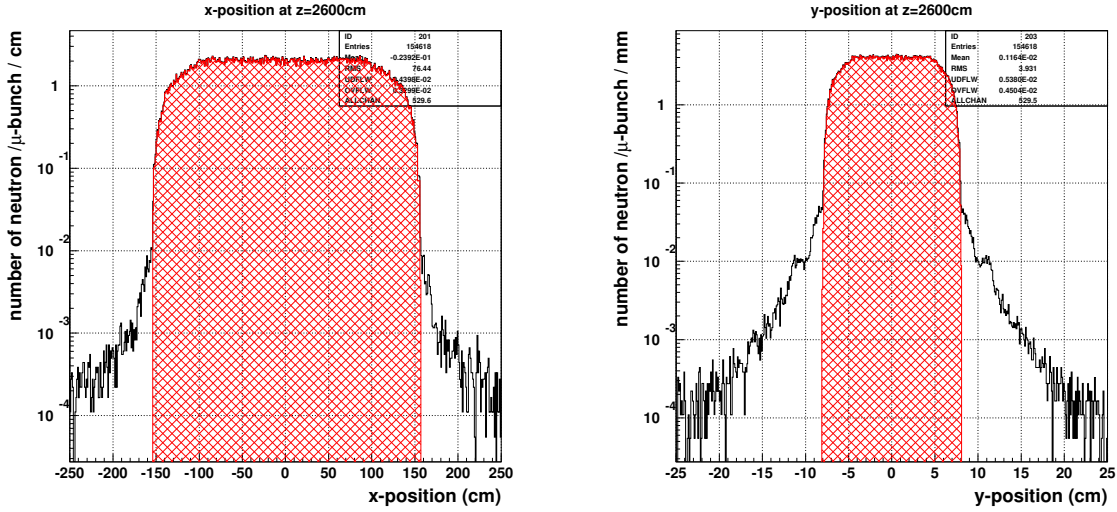 x-position at z=2600cm
number of neutron /μ-bunch / cm
ID 201
Entries 154618
Mean -0.2392E-01
RMS 76.44
UDFLW 0.4398E-02
OVFLW
ALLCHAN 529.6
1
10⁻¹
10⁻²
10⁻³
10⁻⁴
-250 -200 -150 -100 -50 0 50 100 150 200 250
x-position (cm)
y-position at z=2600cm
number of neutron /μ-bunch / mm
ID 203
Entries 154618
Mean 0.1164E-02
RMS 3.931
UDFLW 0.5380E-02
OVFLW 0.4504E-02
ALLCHAN 529.5
1
10⁻¹
10⁻²
10⁻³
10⁻⁴
-25 -20 -15 -10 -5 0 5 10 15 20 25
y-position (cm)